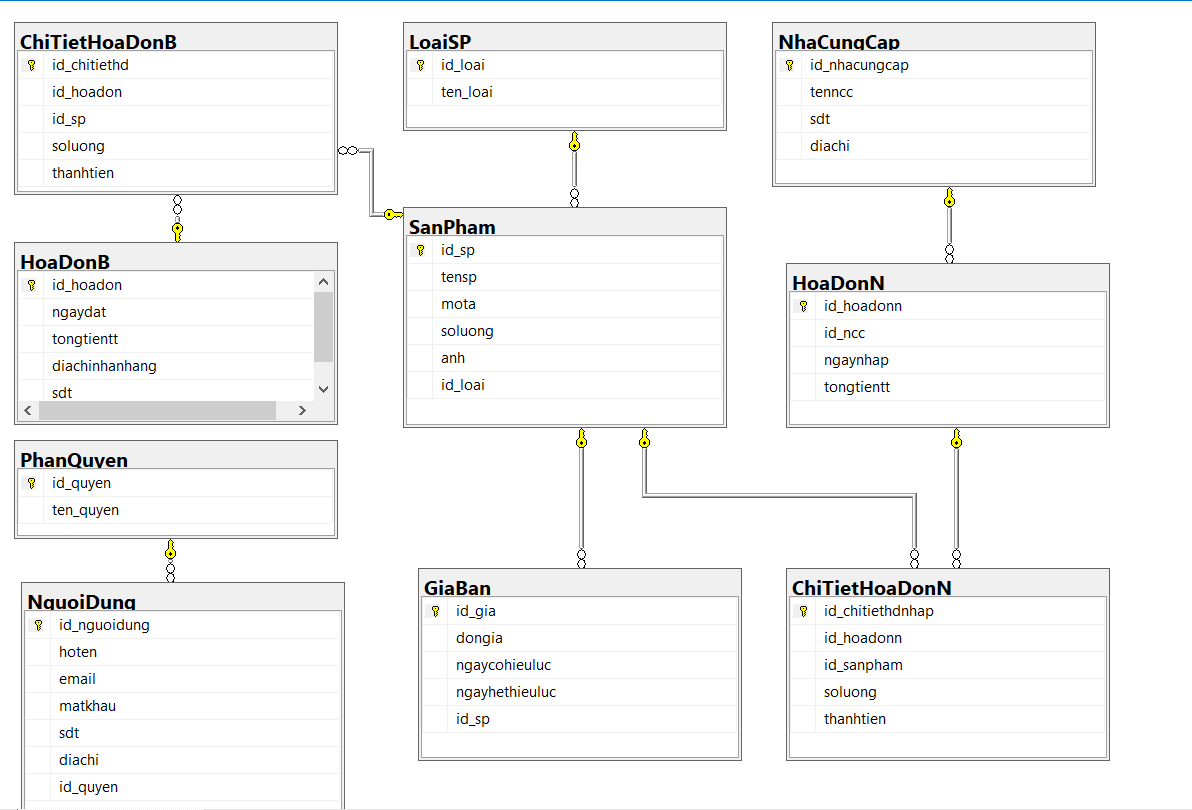 ChiTietHoaDonB
id_chitiethd
id_hoadon
id_sp
soluong
thanhtien
LoaiSP
id_loai
ten_loai
NhaCungCap
id_nhacungcap
tenncc
sdt
diachi
SanPham
id_sp
tensp
mota
soluong
anh
id_loai
HoaDonB
id_hoadon
ngaydat
tongtientt
diachinhanhang
sdt
HoaDonN
id_hoadonn
id_ncc
ngaynhap
tongtientt
PhanQuyen
id_quyen
ten_quyen
NguoiDung
id_nguoidung
hoten
email
matkhau
sdt
diachi
id_quyen
GiaBan
id_gia
dongia
ngaycohieuluc
ngayhethieuluc
id_sp
ChiTietHoaDonN
id_chitiethdnhap
id_hoadonn
id_sanpham
soluong
thanhtien